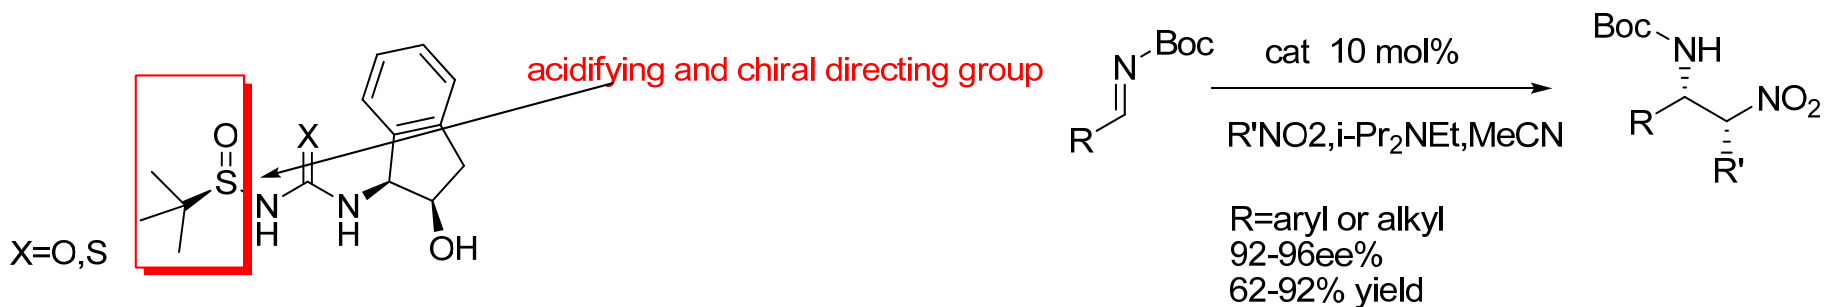 acidifying and chiral directing group
O
S
X
N
H
N
H
OH
X=O,S
Boc
N
R
cat 10 mol%
R'NO2,i-Pr₂NEt,MeCN
R=aryl or alkyl
92-96ee%
62-92% yield
Boc
NH
NO₂
R
R'